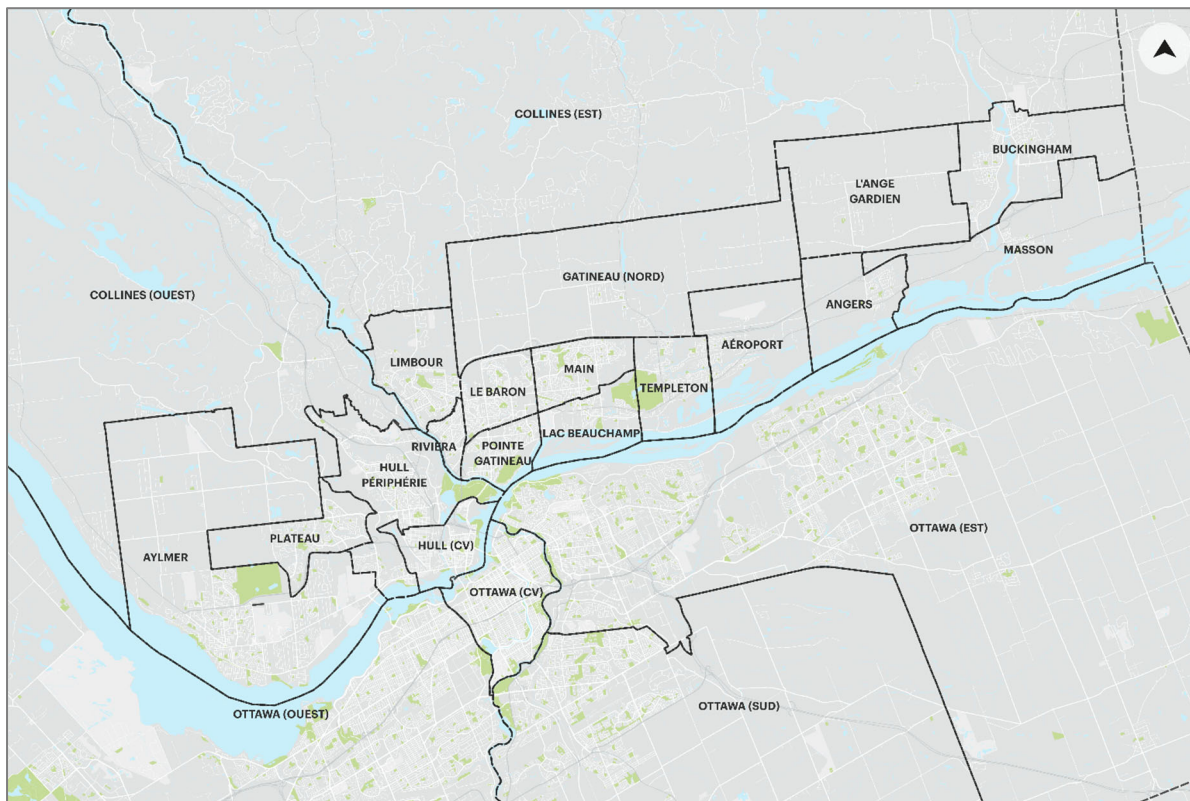 COLLINES (EST)
BUCKINGHAM
L'ANGE
GARDIEN
MASSON
GATINEAU (NORD)
COLLINES (OUEST)
ANGERS
AÉROPORT
LIMBOUR
MAIN
LE BARON
TEMPLETON
LAC BEAUCHAMP
RIVIERA
POINTE
GATINEAU
HULL
PÉRIPHÉRIE
OTTAWA (EST)
PLATEAU
HULL (CV)
AYLMER
OTTAWA (CV)
OTTAWA (SUD)
OTTAWA (OUEST)